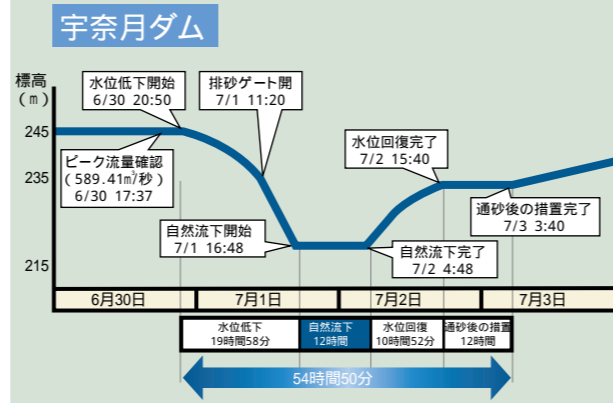 宇奈月ダム
標高
(m)
245
235
215
水位低下開始
6/30 20:50
排砂ゲート開
7/1 11:20
ピーク流量確認
(589.41㎥/秒)
6/30 17:37
水位回復完了
7/2 15:40
自然流下開始
7/1 16:48
自然流下完了
7/2 4:48
通砂後の措置完了
7/3 3:40
6月30日
7月1日
7月2日
7月3日
水位低下
19時間58分
自然流下
12時間
水位回復
10時間52分
通砂後の措置
12時間
54時間50分